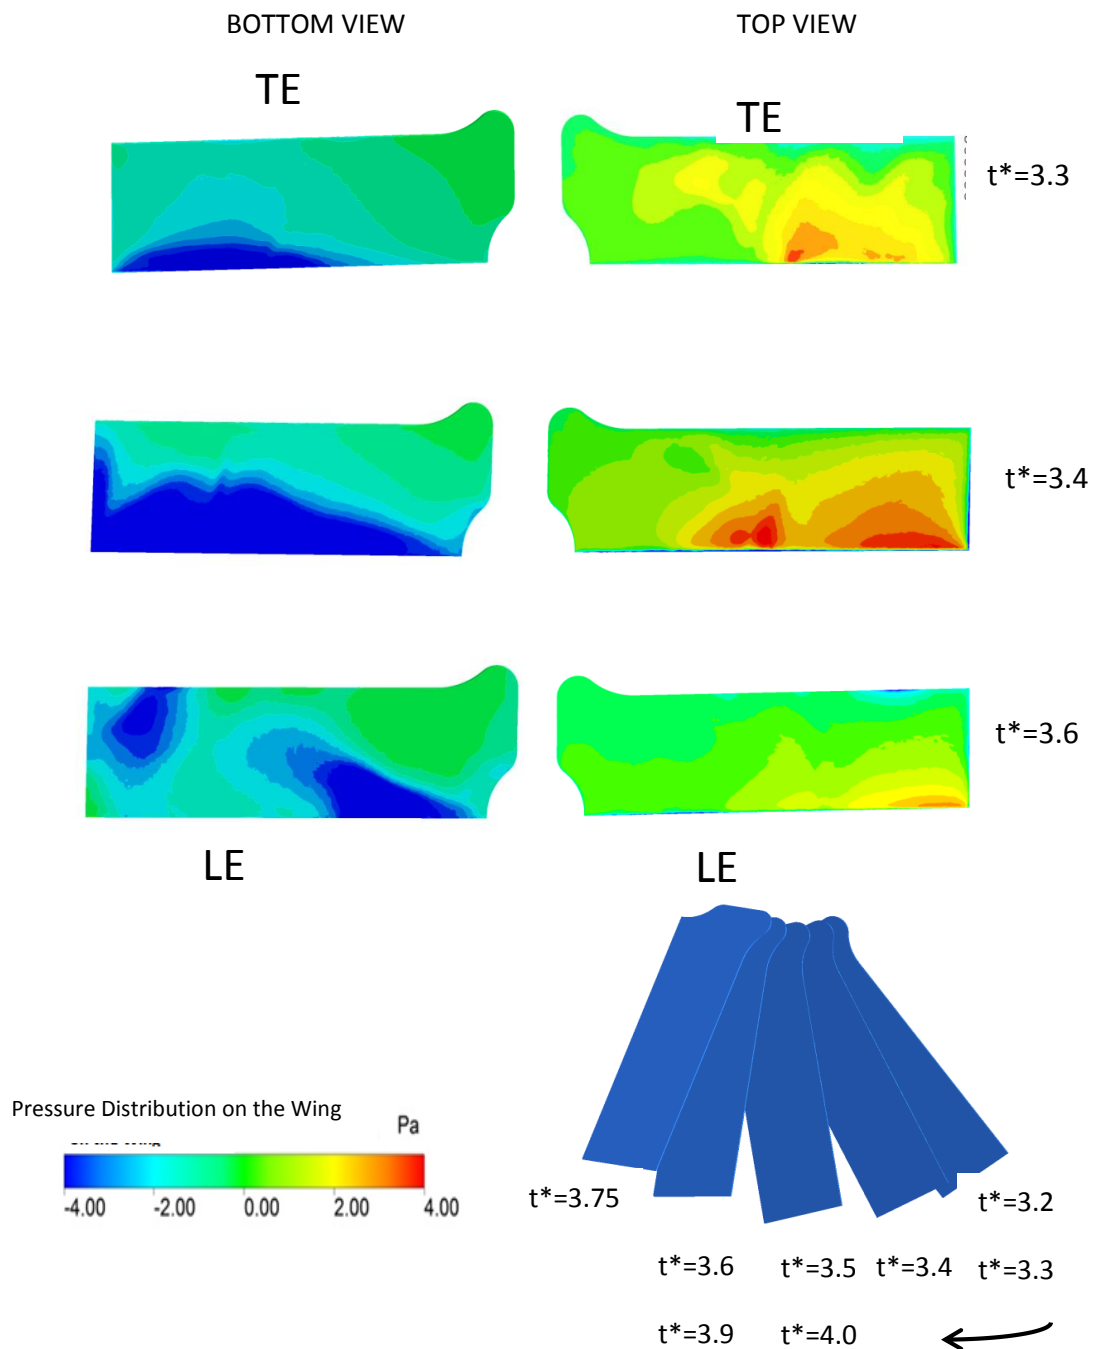 BOTTOM VIEW TOP VIEW
TE TE
t*=3.3
t*=3.4
t*=3.6
LE LE
Pressure Distribution on the Wing
Pa
-4.00 -2.00 0.00 2.00 4.00
t*=3.75 t*=3.2
t*=3.6 t*=3.5 t*=3.4 t*=3.3
t*=3.9 t*=4.0